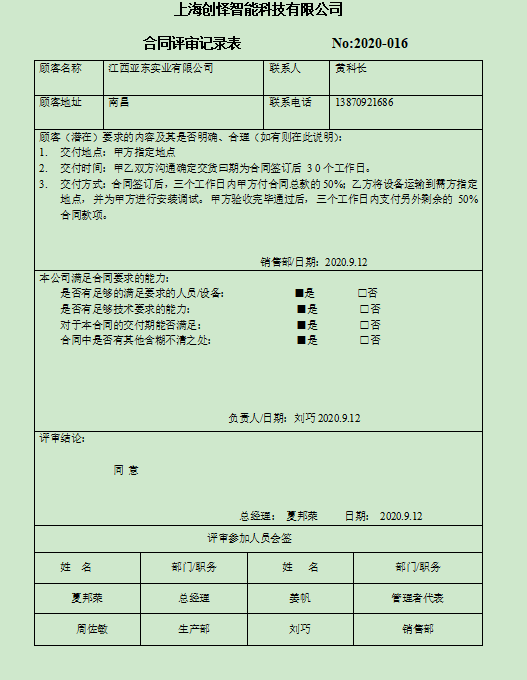 上海创怿智能科技有限公司
合同评审记录表 No:2020-016
顾客名称 江西亚东实业有限公司 联系人 黄科长
顾客地址 南昌 联系电话 13870921686
顾客（潜在）要求的内容及其是否明确、合理（如有则在此说明）：
1. 交付地点：甲方指定地点
2. 交付时间：甲乙双方沟通确定交货日期为合同签订后 30个工作日。
3. 交付方式：合同签订后，三个工作日内甲方付合同总款的50%；乙方将设备运输到需方指定
地点，并为甲方进行安装调试。甲方验收完毕通过后，三个工作日内支付另外剩余的 50%
合同款项。
销售部/日期：2020.9.12
本公司满足合同要求的能力：
是否有足够的满足要求的人员/设备： ■是 □否
是否有足够技术要求的能力： ■是 □否
对于本合同的交付期能否满足： ■是 □否
合同中是否有其他含糊不清之处： ■是 □否
负责人/日期：刘巧 2020.9.12
评审结论：
同 意
总经理： 夏邦荣 日期： 2020.9.12
评审参加人员会签
姓 名 部门/职务 姓 名 部门/职务
夏邦荣 总经理 姜帆 管理者代表
周佐敏 生产部 刘巧 销售部